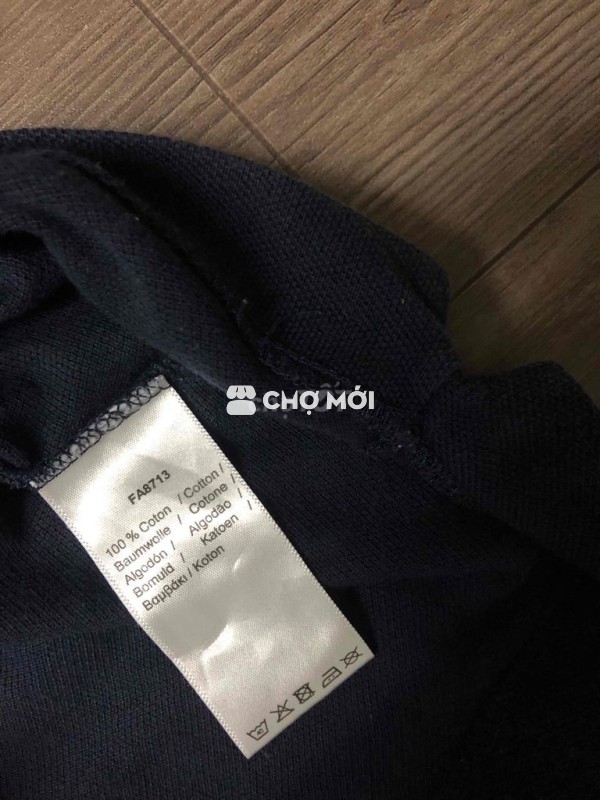 CHỢ MỚI
FA8713
100 % Coton / Cotton /
Baumwolle / Cotone /
Algodón / Algodão /
Bomuld / Katoen /
Βαμβάκι / Koton